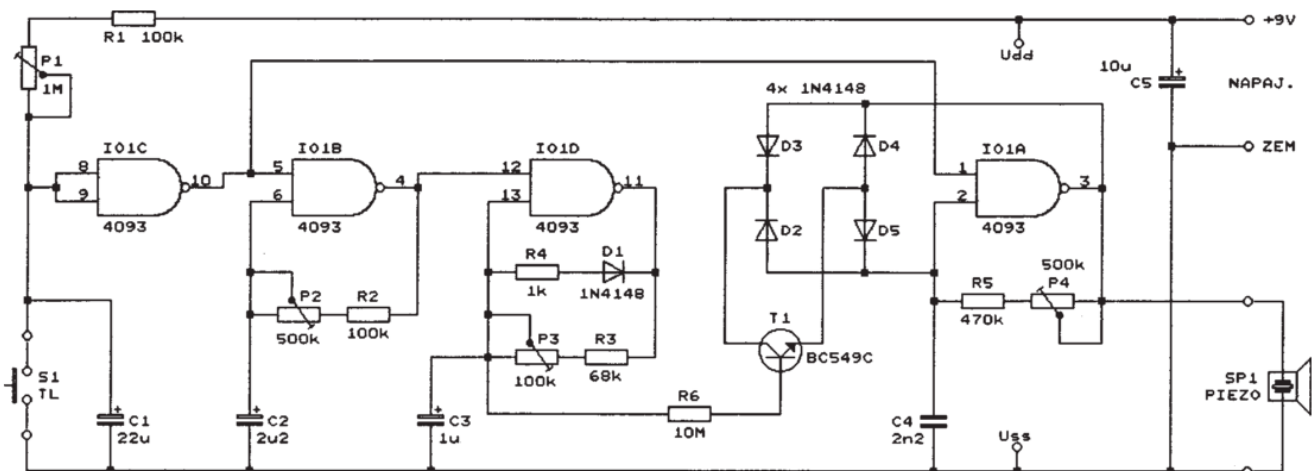 +9V
R1 100k
P1
1M
Udd
10u
C5
NAPAJ.
4x 1N4148
ZEM
IO1C
8
9
10
4093
IO1B
5
6
4
4093
IO1D
12
13
11
4093
D3
D4
D2
D5
IO1A
1
2
3
4093
R4
1k
D1
1N4148
P2
500k
R2
100k
P3
100k
R3
68k
T1
BC549C
R5
470k
500k
P4
S1
TL
C1
22u
C2
2u2
C3
1u
R6
10M
C4
2n2
Uss
SP1
PIEZO